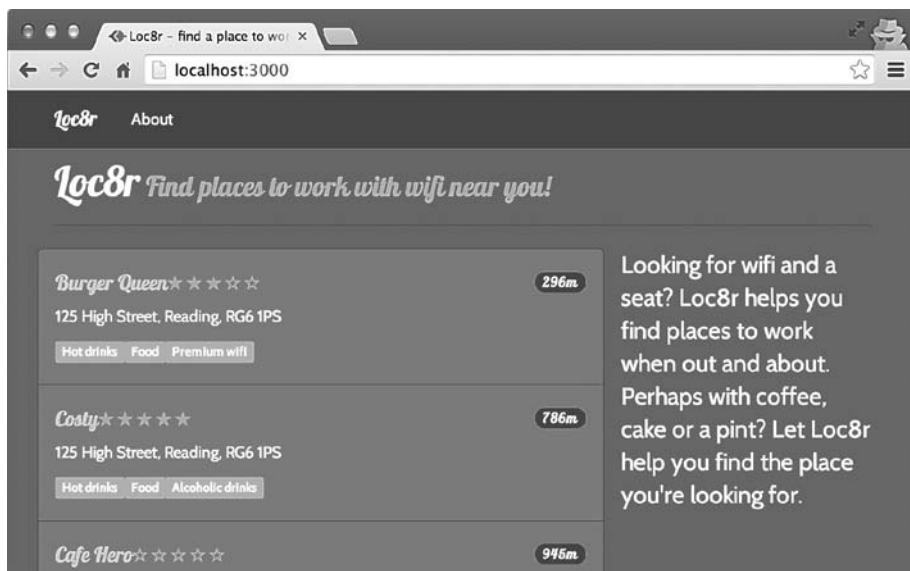 Loc8r - find a place to wor
localhost:3000
Loc8r About
Loc8r Find places to work with wifi near you!
Burger Queen 296m
125 High Street, Reading, RG6 1PS
Hot drinks Food Premium wifi
Costy 786m
125 High Street, Reading, RG6 1PS
Hot drinks Food Alcoholic drinks
Cafe Hero 946m
Looking for wifi and a
seat? Loc8r helps you
find places to work
when out and about.
Perhaps with coffee,
cake or a pint? Let Loc8r
help you find the place
you're looking for.